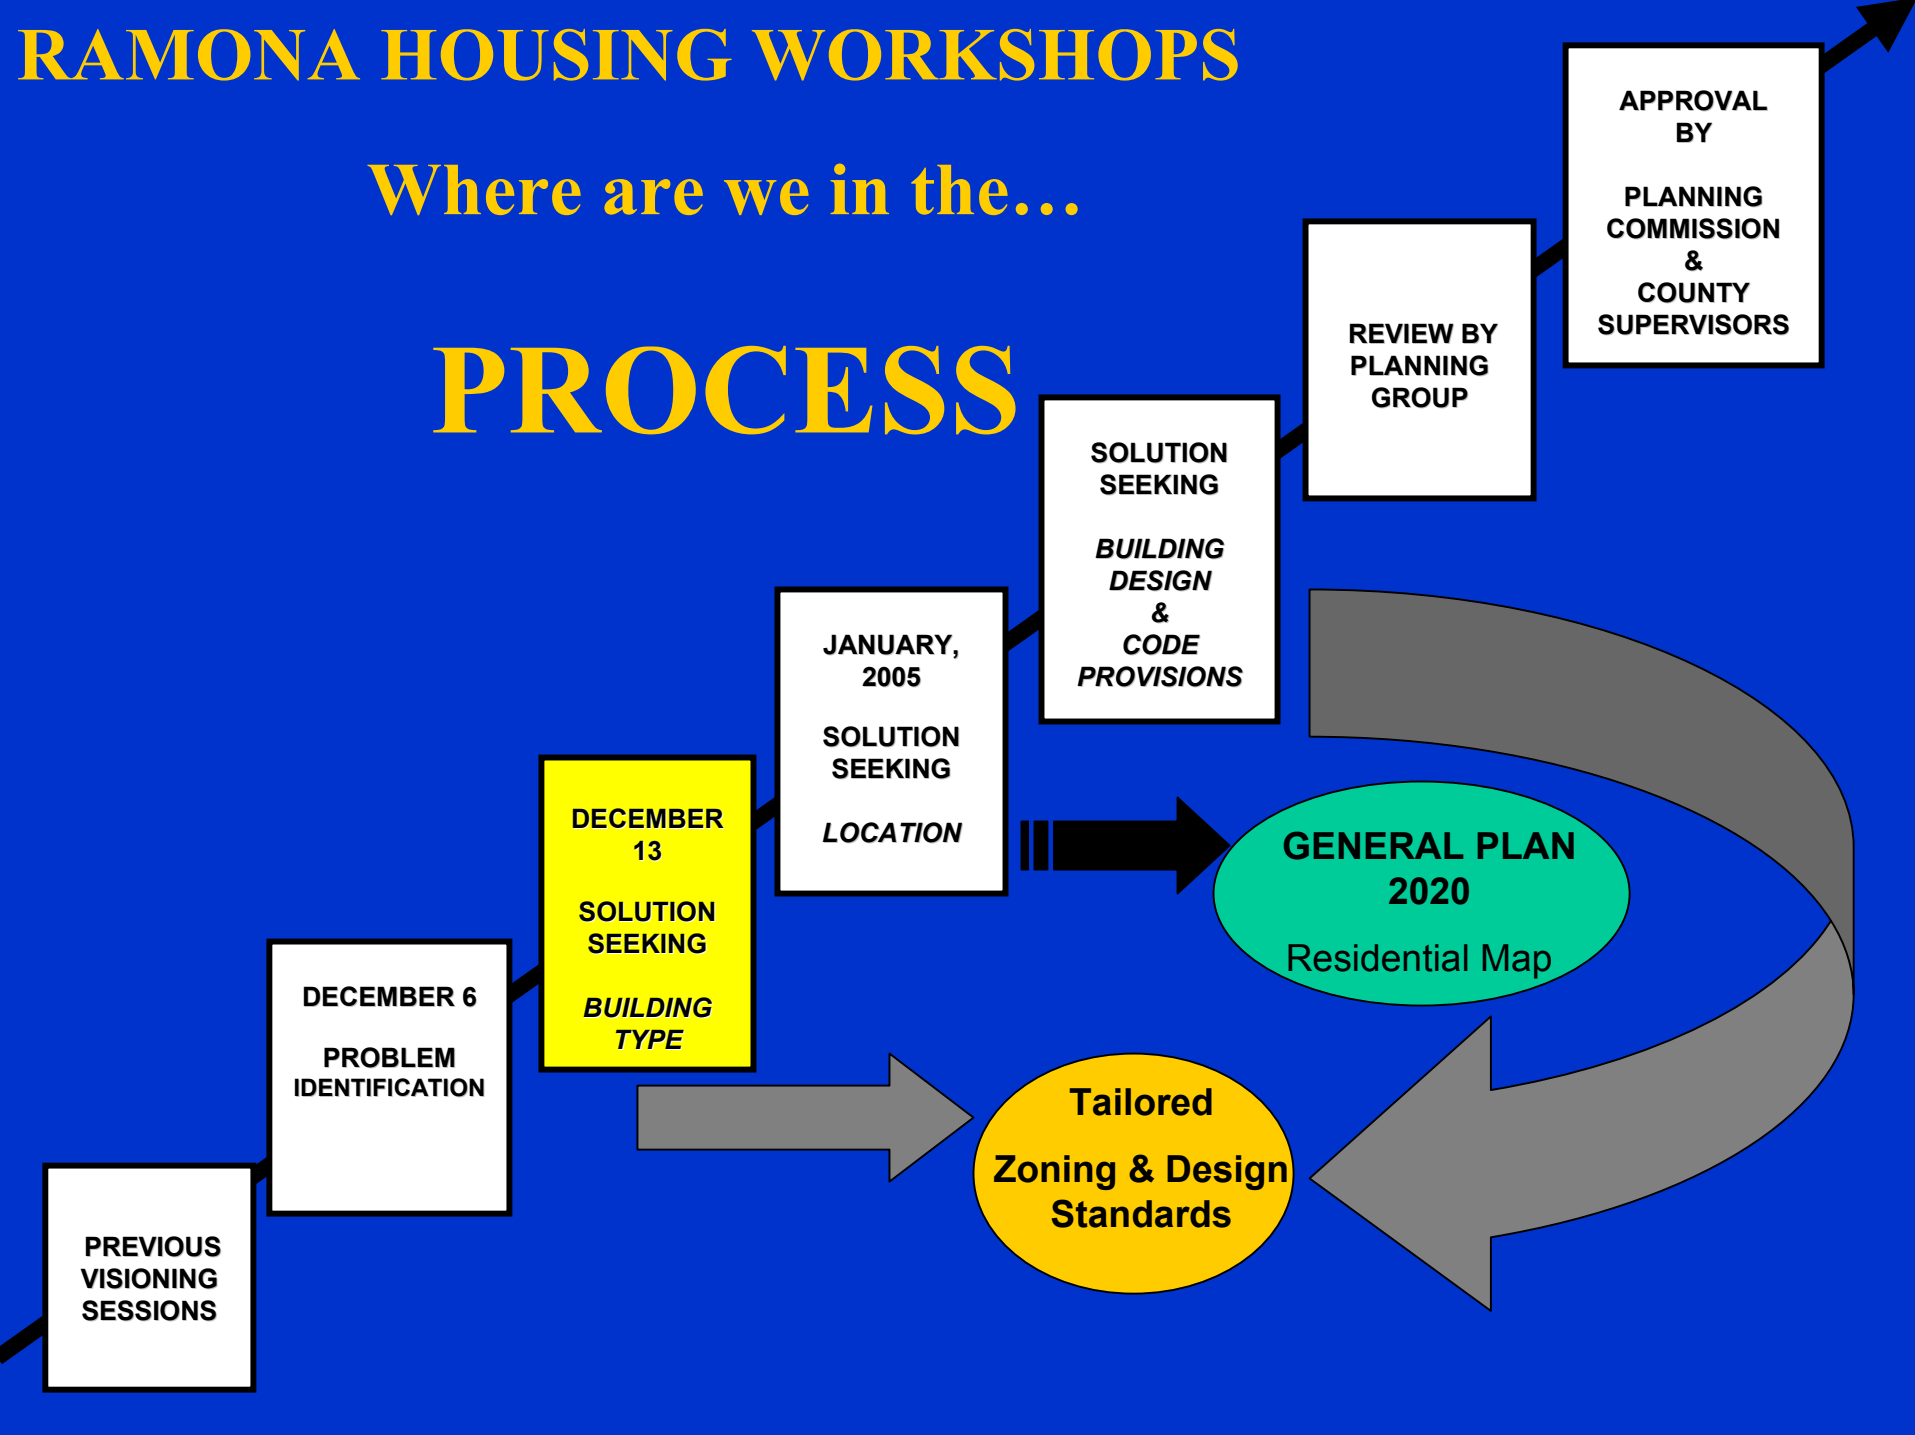 RAMONA HOUSING WORKSHOPS
Where are we in the…
PROCESS
PREVIOUS
VISIONING
SESSIONS
DECEMBER 6
PROBLEM
IDENTIFICATION
DECEMBER
13
SOLUTION
SEEKING
BUILDING
TYPE
JANUARY,
2005
SOLUTION
SEEKING
LOCATION
SOLUTION
SEEKING
BUILDING
DESIGN
&
CODE
PROVISIONS
REVIEW BY
PLANNING
GROUP
APPROVAL
BY
PLANNING
COMMISSION
&
COUNTY
SUPERVISORS
GENERAL PLAN
2020
Residential Map
Tailored
Zoning & Design
Standards